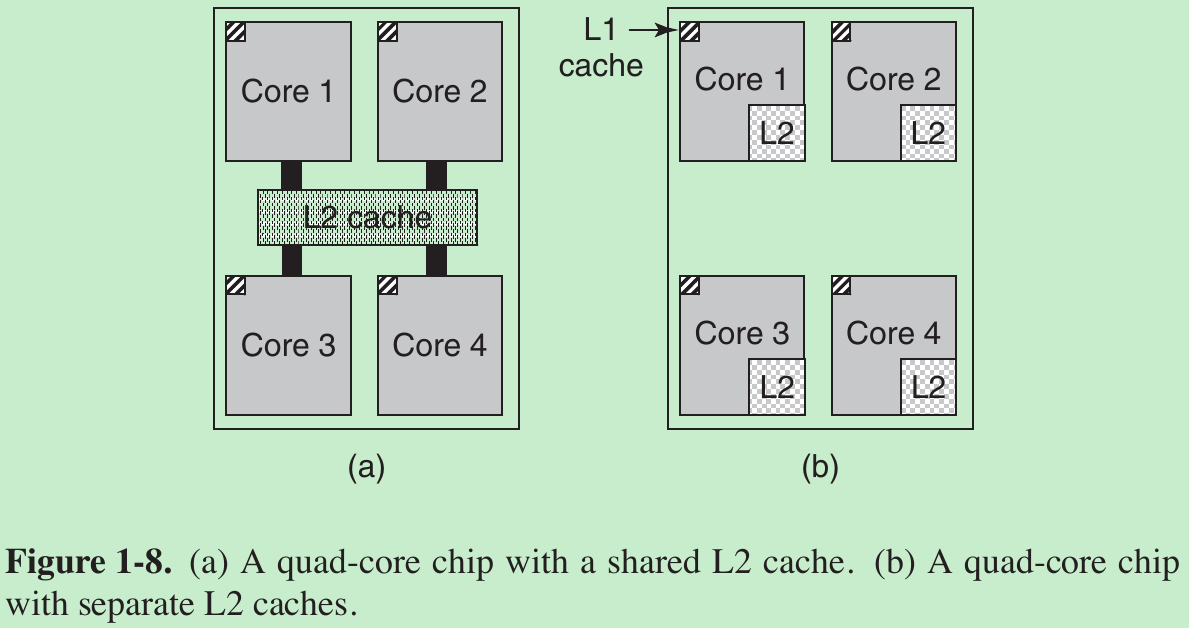 Core 1
Core 2
L2 cache
Core 3
Core 4
(a)
L1
cache
Core 1
L2
Core 2
L2
Core 3
L2
Core 4
L2
(b)
Figure 1-8. (a) A quad-core chip with a shared L2 cache. (b) A quad-core chip
with separate L2 caches.